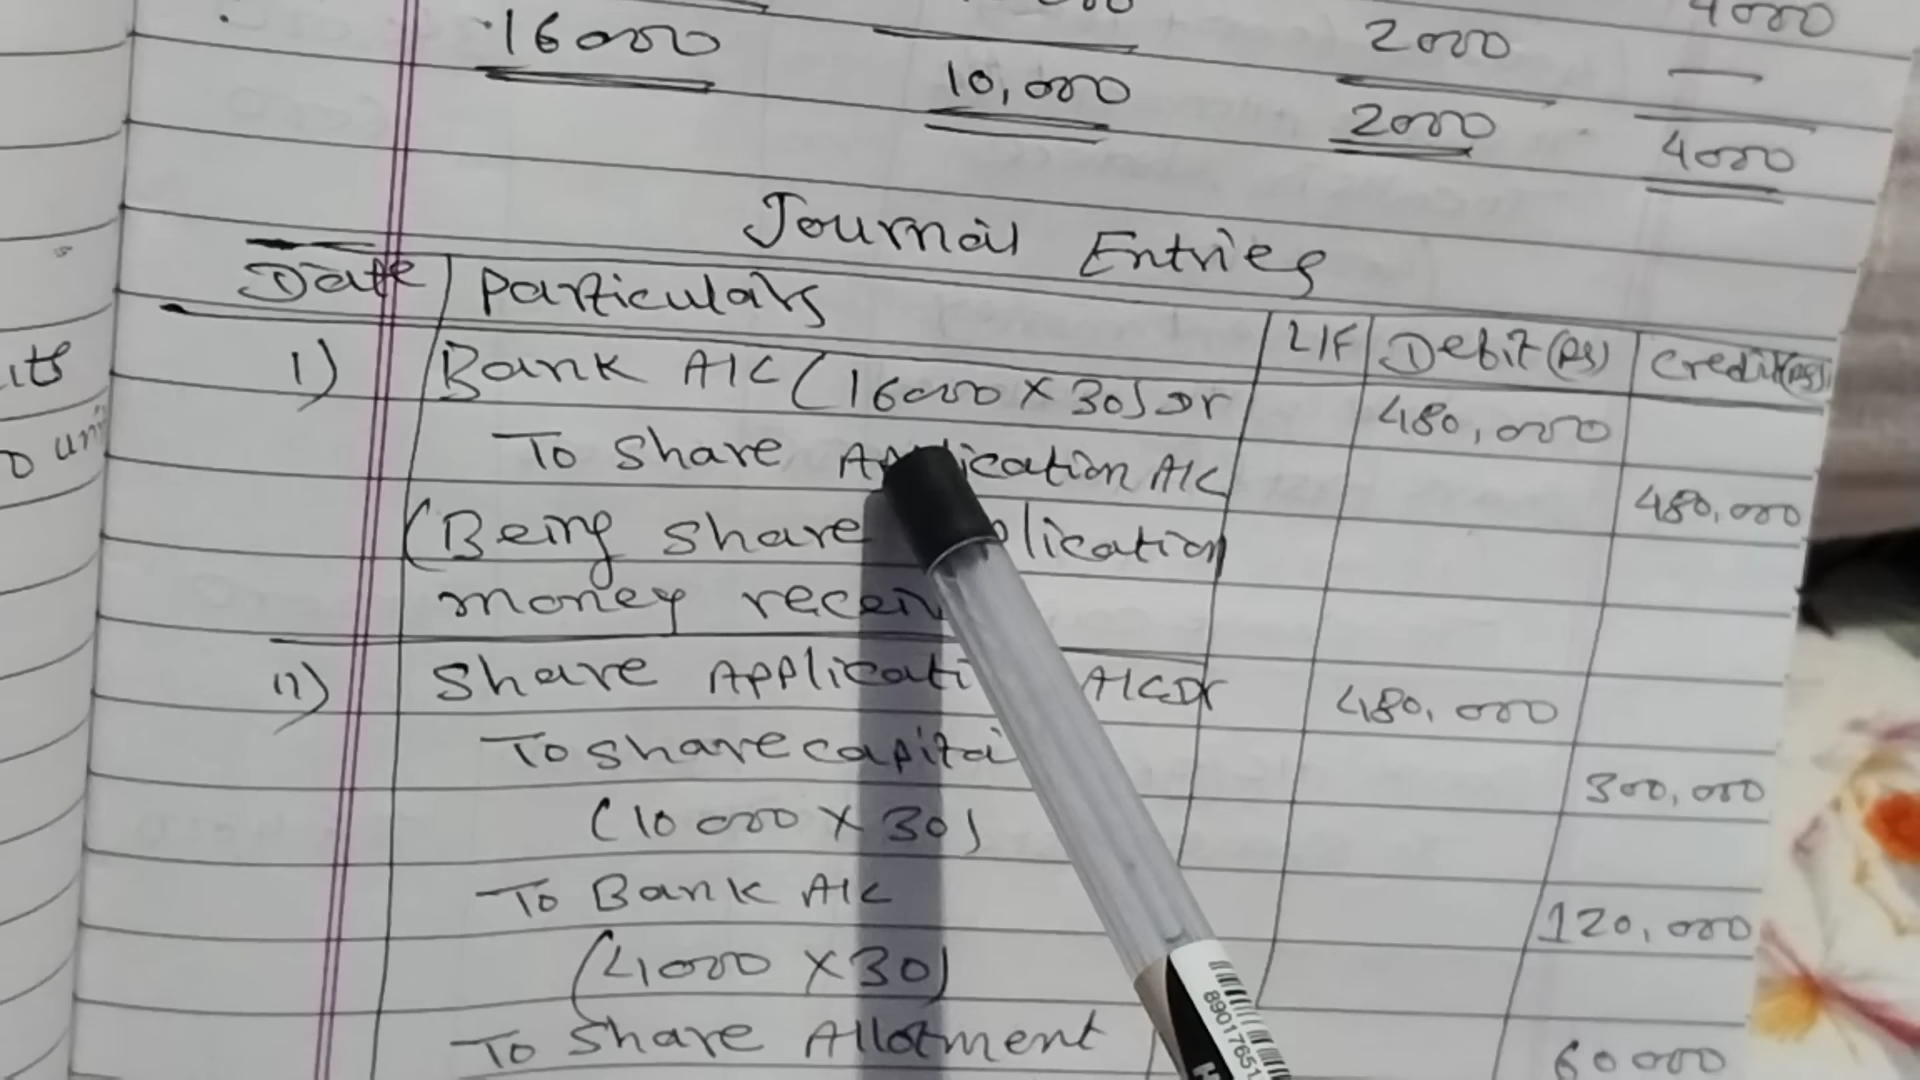 4000
16000 2000
10,000 2000 4000
Journal Entries
Date Particulars L/F Debit (Rs) Credit (Rs)
1) Bank A/C (16000 X 30) Dr 480,000
To Share Application A/C 480,000
(Being Share
money
11) Share A/C Dr 480,000
To Share 300,000
(10000 X 30)
To Bank A/C 120,000
(4000 X 30)
To Share Allotment 60000
its
89017651